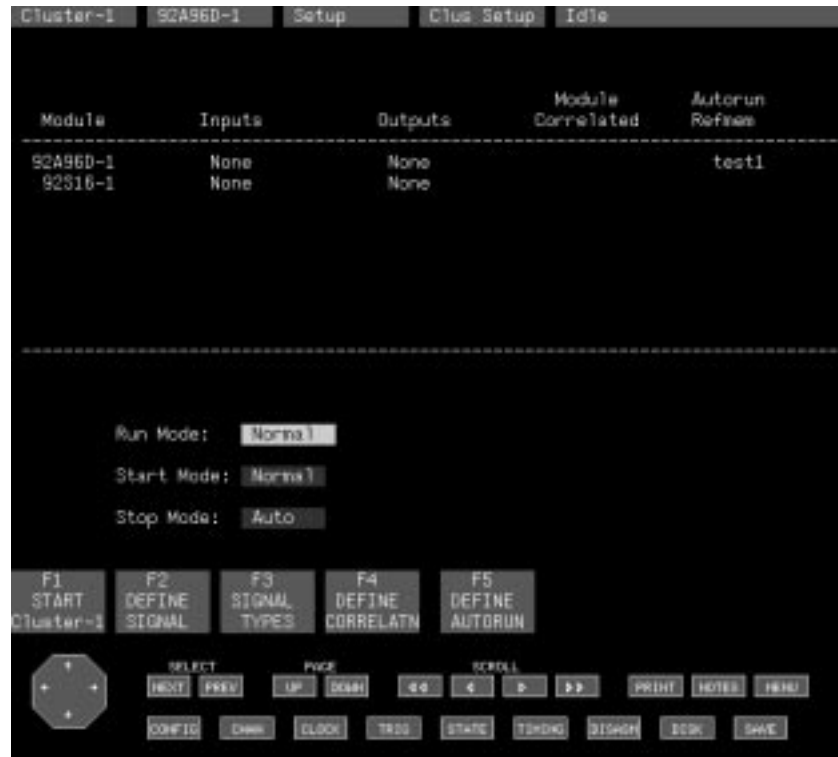 Cluster-1 92A96D-1 Setup Clus Setup Idle
Module Autorun
Module Inputs Outputs Correlated Refmem
92A96D-1 None None test1
92S16-1 None None
Run Mode: Normal
Start Mode: Normal
Stop Mode: Auto
F1 F2 F3 F4 F5
START DEFINE SIGNAL DEFINE DEFINE
Cluster-1 SIGNAL TYPES CORRELATN AUTORUN
SELECT PAGE SCROLL
NEXT PREV UP DOWN PRINT NOTES MENU
CONFIG CHAN CLOCK TRIG STATE TIMING DISASM DISK SAVE